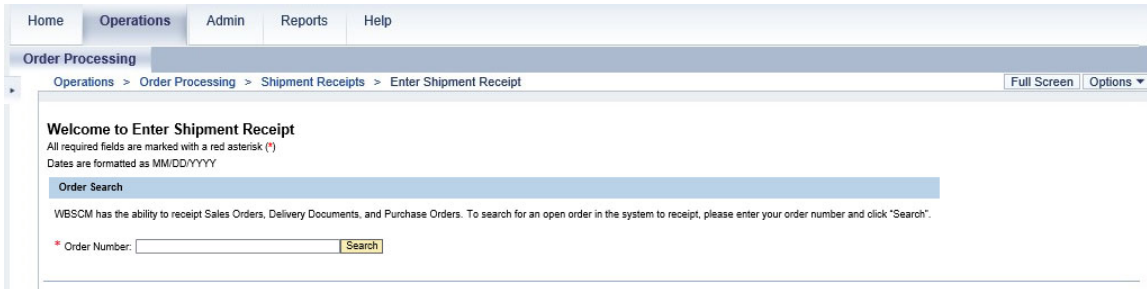 Home Operations Admin Reports Help
Order Processing
Operations > Order Processing > Shipment Receipts > Enter Shipment Receipt Full Screen Options
Welcome to Enter Shipment Receipt
All required fields are marked with a red asterisk (*)
Dates are formatted as MM/DD/YYYY
Order Search
WBSCM has the ability to receipt Sales Orders, Delivery Documents, and Purchase Orders. To search for an open order in the system to receipt, please enter your order number and click "Search".
* Order Number: Search